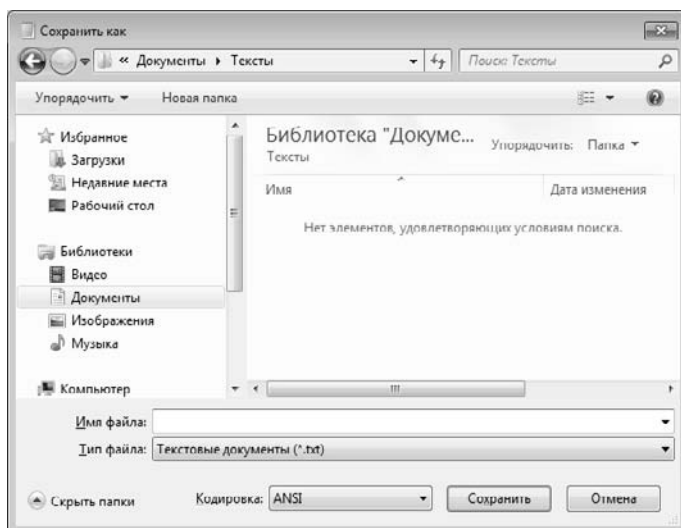 Сохранить как
« Документы Тексты
Поиск: Тексты
Упорядочить Новая папка
Избранное
Загрузки
Недавние места
Рабочий стол
Библиотеки
Видео
Документы
Изображения
Музыка
Компьютер
Библиотека "Докуме...
Тексты
Упорядочить: Папка
Имя Дата изменения
Нет элементов, удовлетворяющих условиям поиска.
Имя файла:
Тип файла: Текстовые документы (*.txt)
Скрыть папки Кодировка: ANSI Сохранить Отмена